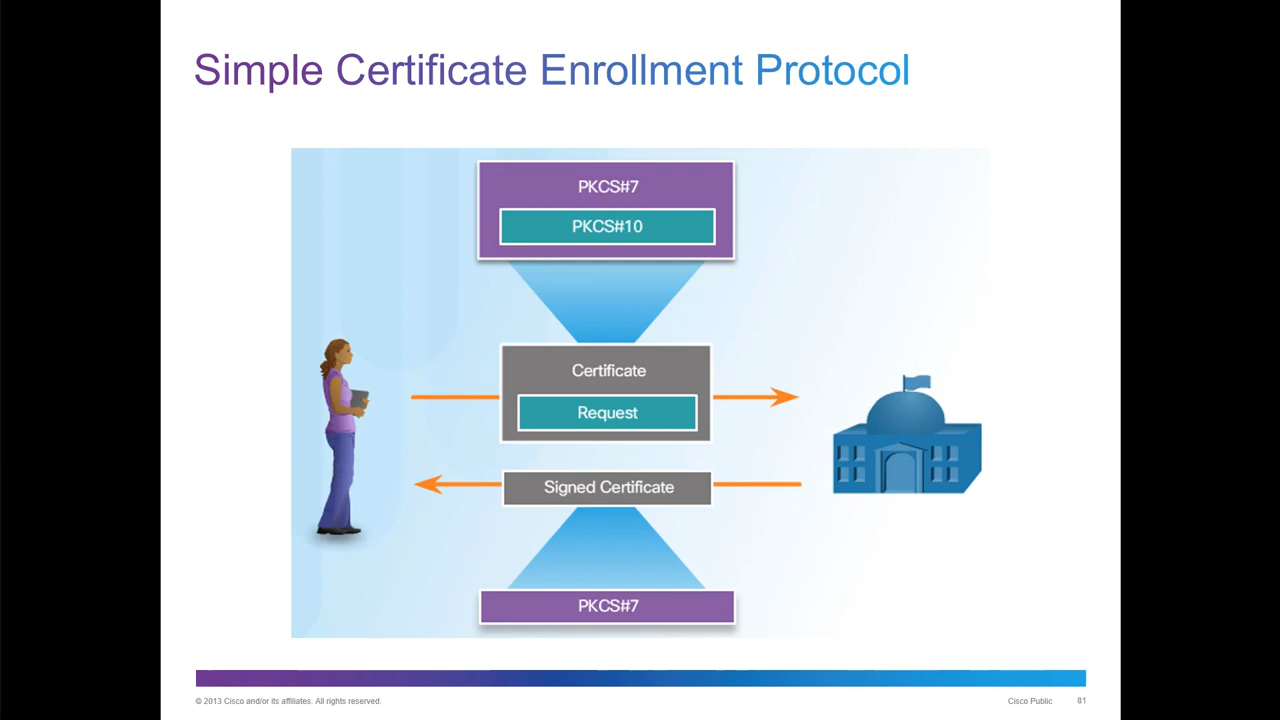 Simple Certificate Enrollment Protocol
PKCS#7
PKCS#10
Certificate
Request
Signed Certificate
PKCS#7
© 2013 Cisco and/or its affiliates. All rights reserved.
Cisco Public
81